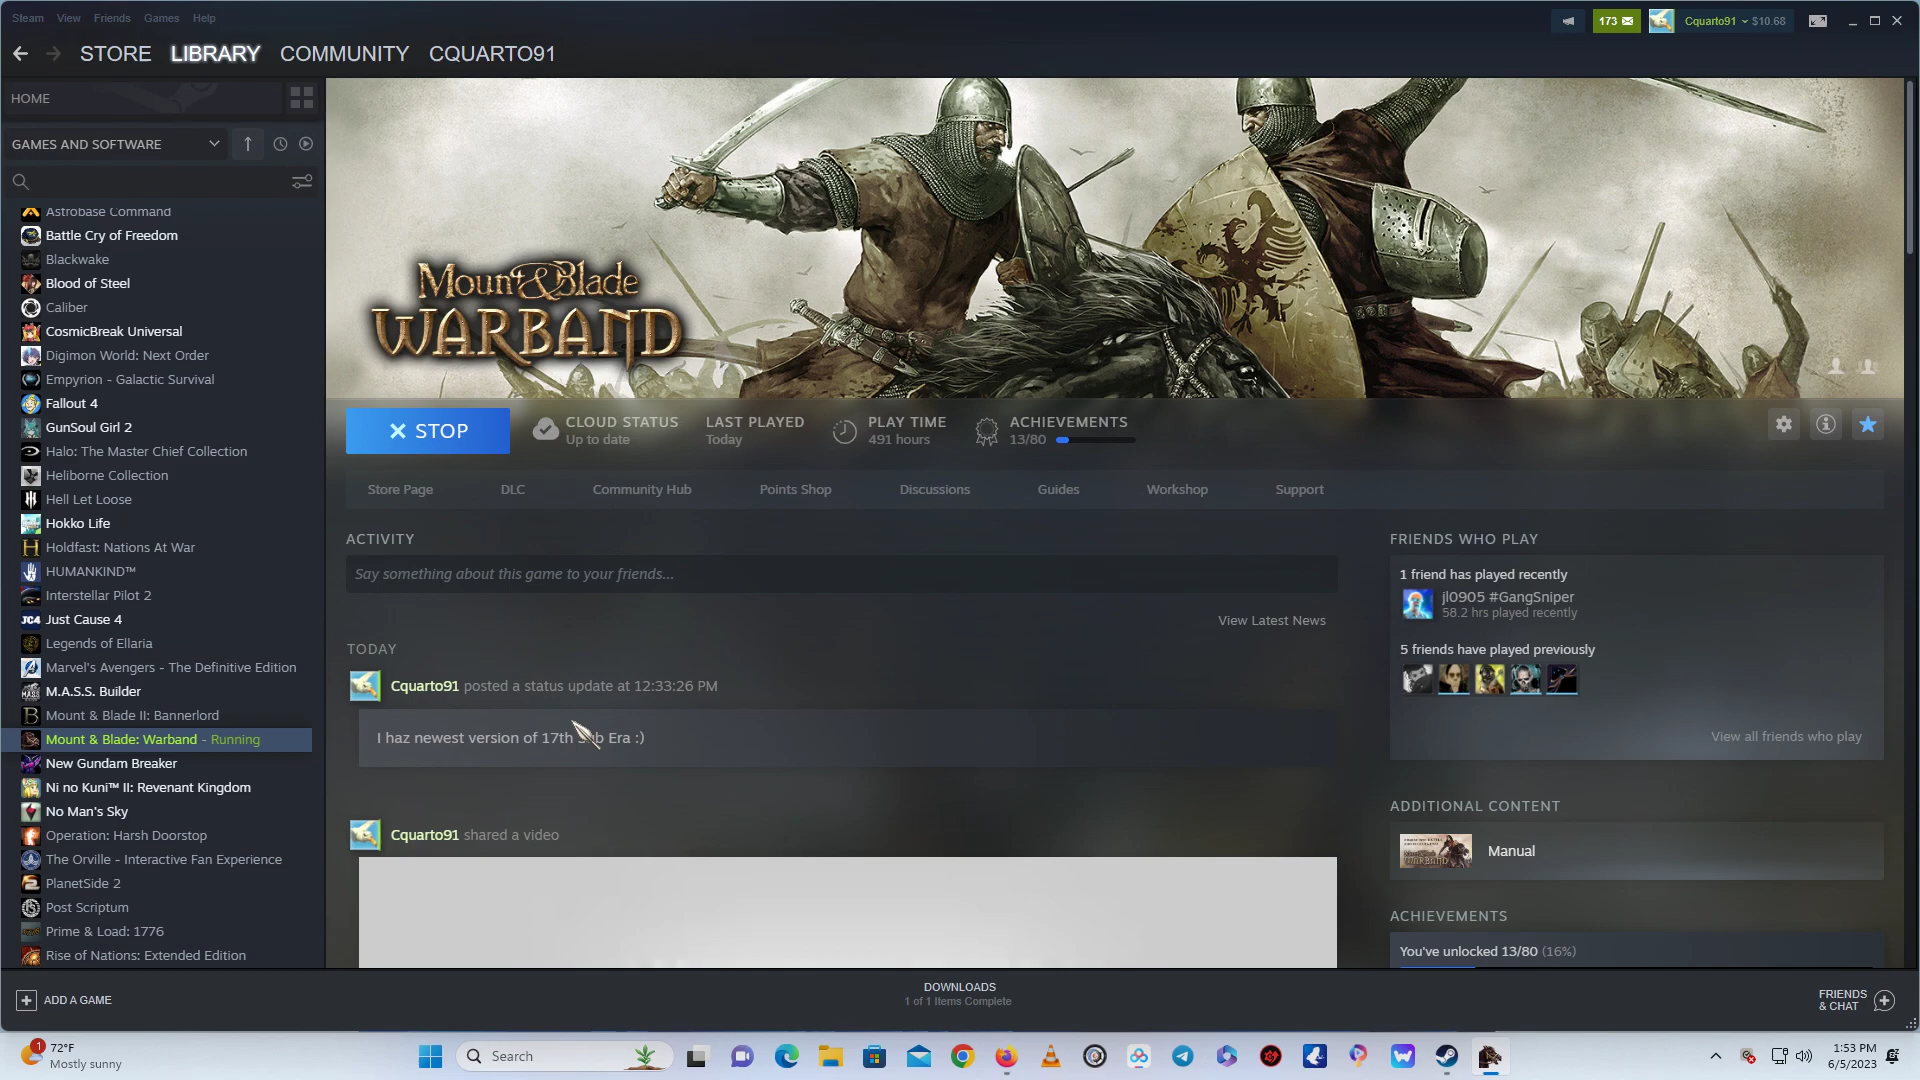 Steam View Friends Games Help
173 Cquarto91 $10.68
STORE LIBRARY COMMUNITY CQUARTO91
HOME
GAMES AND SOFTWARE
Astrobase Command
Battle Cry of Freedom
Blackwake
Blood of Steel
Caliber
CosmicBreak Universal
Digimon World: Next Order
Empyrion - Galactic Survival
Fallout 4
GunSoul Girl 2
Halo: The Master Chief Collection
Heliborne Collection
Hell Let Loose
Hokko Life
Holdfast: Nations At War
HUMANKIND™
Interstellar Pilot 2
JC4 Just Cause 4
Legends of Ellaria
Marvel's Avengers - The Definitive Edition
M.A.S.S. Builder
Mount & Blade II: Bannerlord
Mount & Blade: Warband - Running
New Gundam Breaker
Ni no Kuni™ II: Revenant Kingdom
No Man's Sky
Operation: Harsh Doorstop
The Orville - Interactive Fan Experience
PlanetSide 2
Post Scriptum
Prime & Load: 1776
Rise of Nations: Extended Edition
Mount & Blade
WARBAND
STOP
CLOUD STATUS
Up to date
LAST PLAYED
Today
PLAY TIME
491 hours
ACHIEVEMENTS
13/80
Store Page DLC Community Hub Points Shop Discussions Guides Workshop Support
ACTIVITY
Say something about this game to your friends...
View Latest News
TODAY
Cquarto91 posted a status update at 12:33:26 PM
I haz newest version of 17th Era :)
Cquarto91 shared a video
FRIENDS WHO PLAY
1 friend has played recently
jl0905 #GangSniper
58.2 hrs played recently
5 friends have played previously
View all friends who play
ADDITIONAL CONTENT
Manual
ACHIEVEMENTS
You've unlocked 13/80 (16%)
ADD A GAME
DOWNLOADS
1 of 1 Items Complete
FRIENDS
& CHAT
1
72°F
Mostly sunny
Search
1:53 PM
6/5/2023